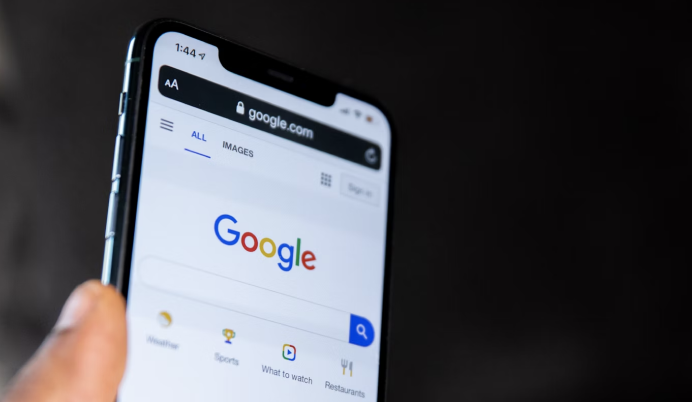 1:44
AA
google.com
ALL IMAGES
Sign in
Google
Weather Sports What to watch Restaurants